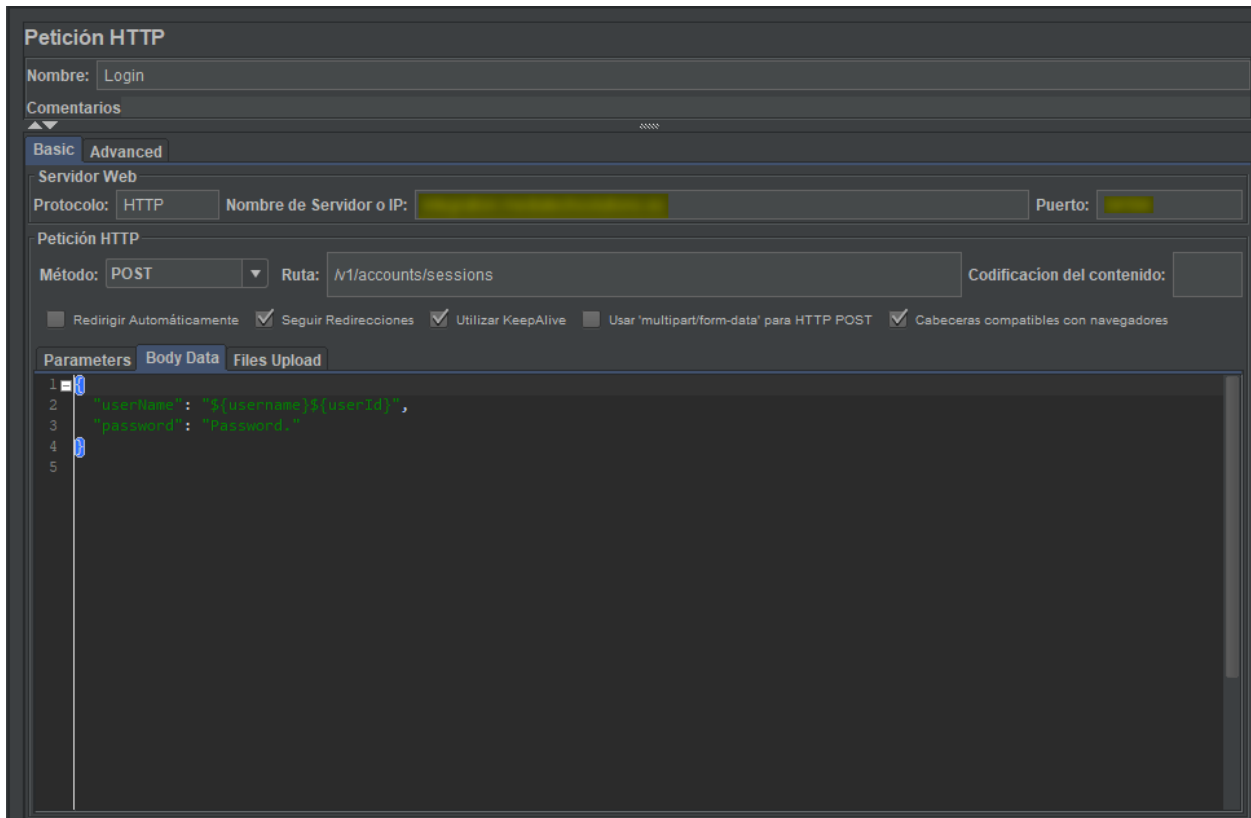 Petición HTTP
Nombre: Login
Comentarios
Basic Advanced
Servidor Web
Protocolo: HTTP Nombre de Servidor o IP: Puerto:
Petición HTTP
Método: POST Ruta: /v1/accounts/sessions Codificacion del contenido:
Redirigir Automáticamente Seguir Redirecciones Utilizar KeepAlive Usar 'multipart/form-data' para HTTP POST Cabeceras compatibles con navegadores
Parameters Body Data Files Upload
1 {
2 "userName": "${username}${userId}",
3 "password": "Password."
4 }
5